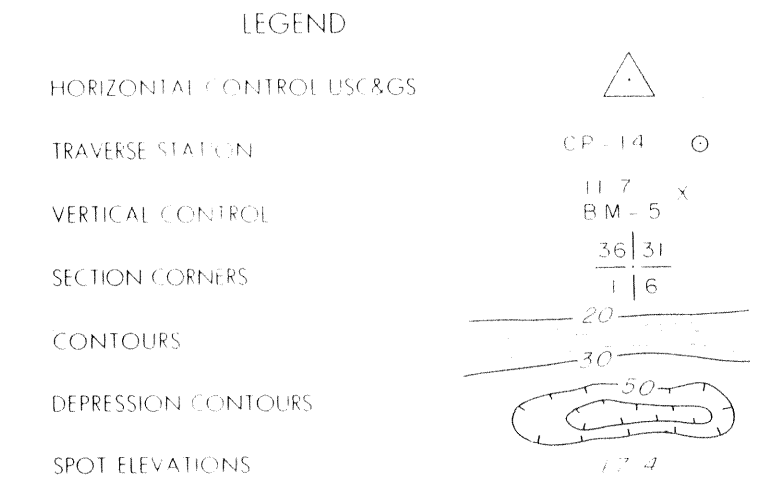 LEGEND
HORIZONTAL CONTROL USC&GS
TRAVERSE STATION CP-14
VERTICAL CONTROL 11 7 x
BM-5
SECTION CORNERS 36 31
1 6
CONTOURS 20
30
DEPRESSION CONTOURS 50
SPOT ELEVATIONS